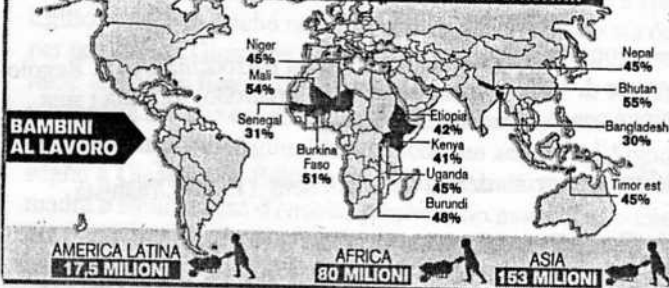 Niger
45%
Mali
54%
Senegal
31%
Burkina
Faso
51%
Etiopia
42%
Kenya
41%
Uganda
45%
Burundi
48%
Nepal
45%
Bhutan
55%
Bangladesh
30%
Timor est
45%
BAMBINI
AL LAVORO
AMERICA LATINA
17,5 MILIONI
AFRICA
80 MILIONI
ASIA
153 MILIONI